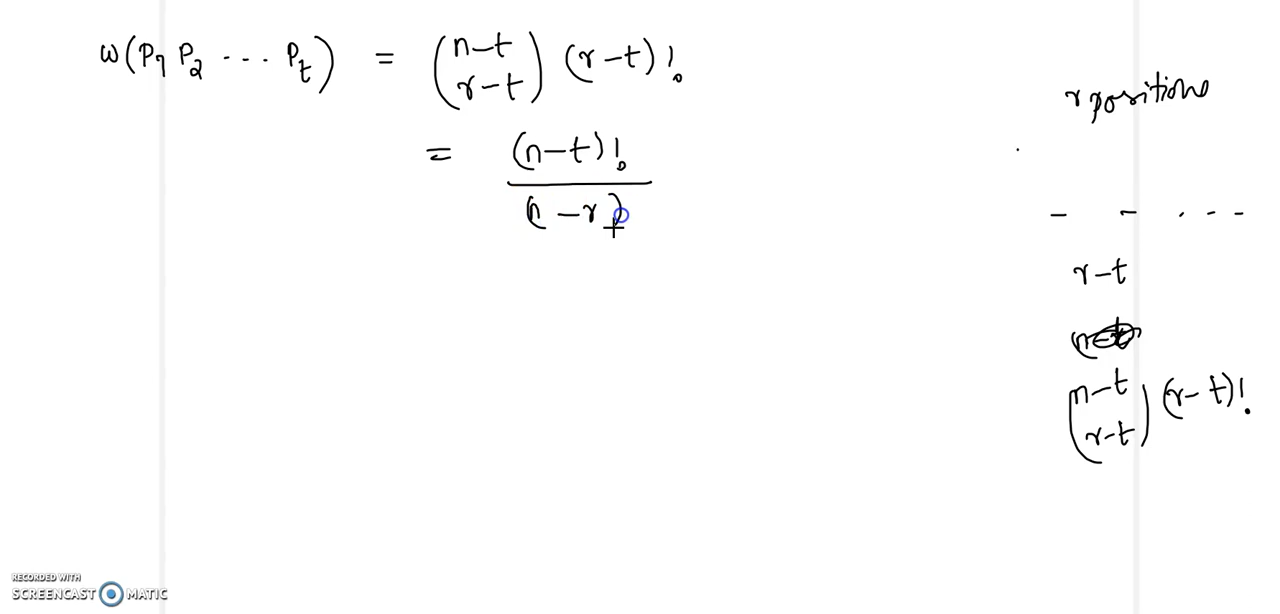 ω(P1 P2 ... Pt) = (n-t r-t) (r-t)!
= (n-t)! / (n-r)
r positions
- - . - -
r-t
(n-t r-t) (r-t)!
RECORDED WITH
SCREENCAST MATIC